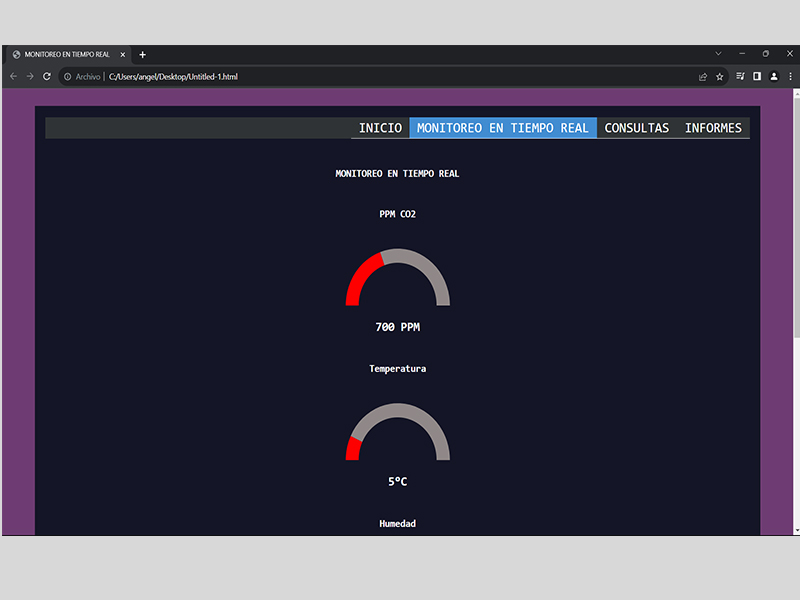 MONITOREO EN TIEMPO REAL
Archivo | C:/Users/angel/Desktop/Untitled-1.html
INICIO MONITOREO EN TIEMPO REAL CONSULTAS INFORMES
MONITOREO EN TIEMPO REAL
PPM CO2
700 PPM
Temperatura
5°C
Humedad